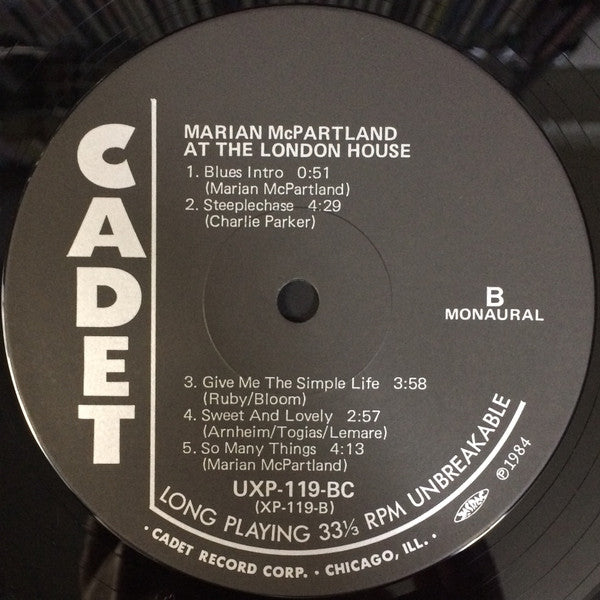 CADET
MARIAN McPARTLAND
AT THE LONDON HOUSE
1. Blues Intro 0:51
(Marian McPartland)
2. Steeplechase 4:29
(Charlie Parker)
B
MONAURAL
3. Give Me The Simple Life 3:58
(Ruby/Bloom)
4. Sweet And Lovely 2:57
(Arnheim/Togias/Lemare)
5. So Many Things 4:13
(Marian McPartland)
UXP-119-BC
(XP-119-B)
LONG PLAYING 33⅓ RPM UNBREAKABLE
℗1984
· CADET RECORD CORP. · CHICAGO, ILL. ·